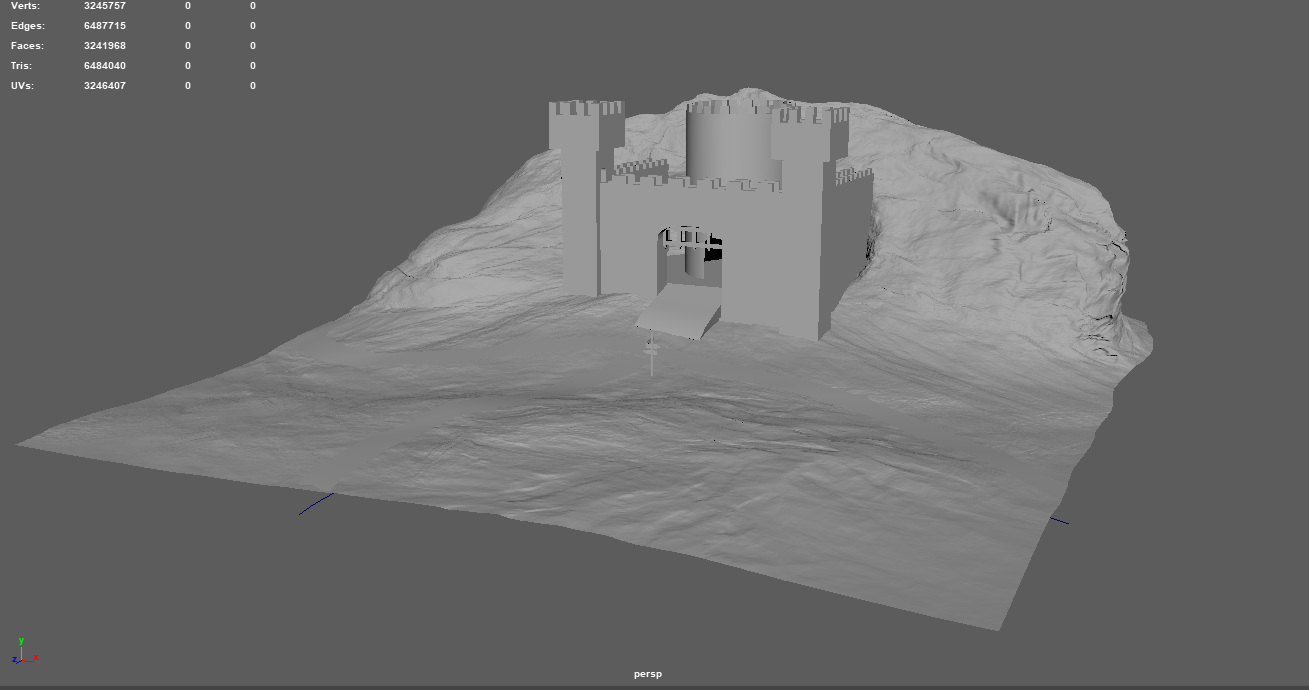 Verts: 3245757 0 0
Edges: 6487715 0 0
Faces: 3241968 0 0
Tris: 6484040 0 0
UVs: 3246407 0 0
y
z x
persp